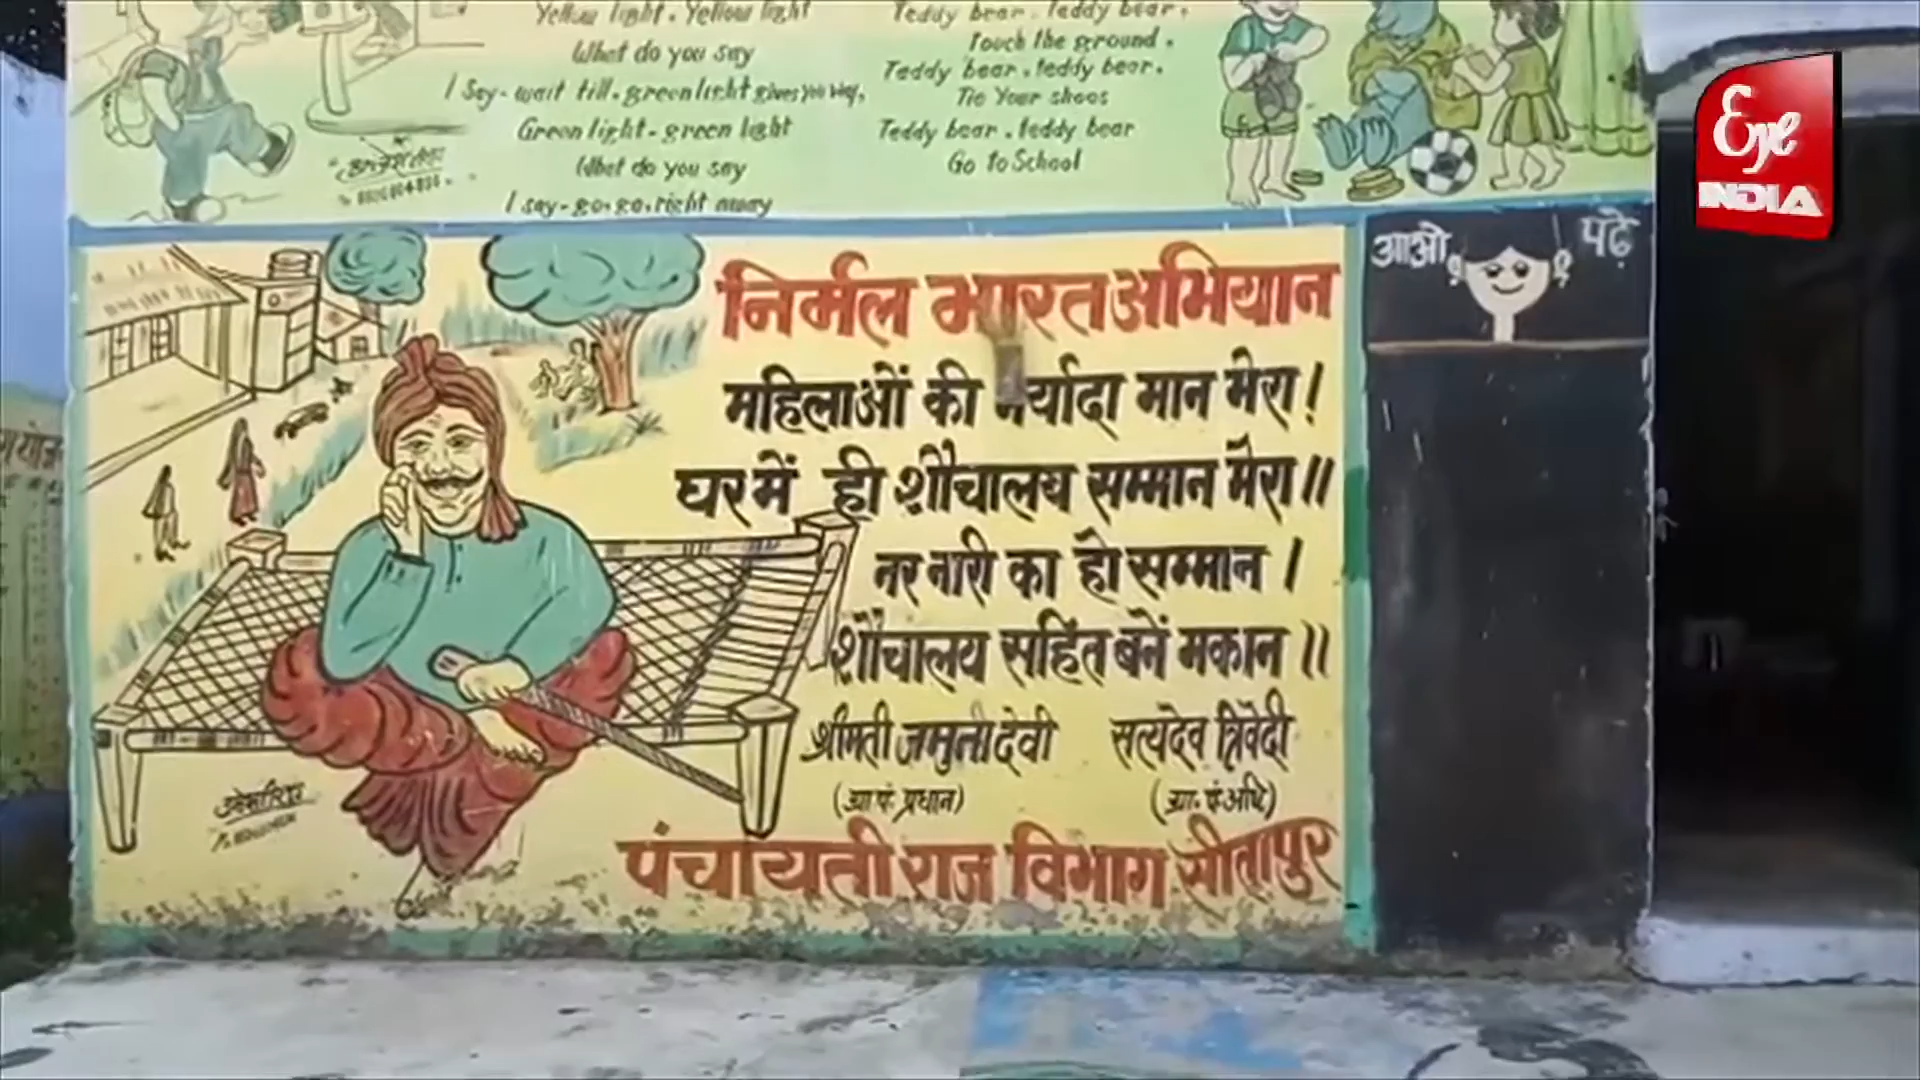 Yellow light. Yellow light
What do you say
I Say- wait till. green light gives you way,
Green light- green light
What do you say
I say- go, go, right away
Teddy bear. Teddy bear,
Touch the ground.
Teddy bear. teddy bear.
Tie Your shoes
Teddy bear. teddy bear
Go to School
Eye
INDIA
आओ पढ़े
निर्मल भारत अभियान
महिलाओं की मर्यादा मान मेरा!
घर में ही शौचालय सम्मान मेरा॥
नर नारी का हो सम्मान ।
शौचालय सहित बनें मकान ॥
श्रीमती जमुना देवी सत्यदेव त्रिवेदी
(ग्रा. पं. प्रधान) (ग्रा. पं. अधि)
पंचायती राज विभाग सीतापुर